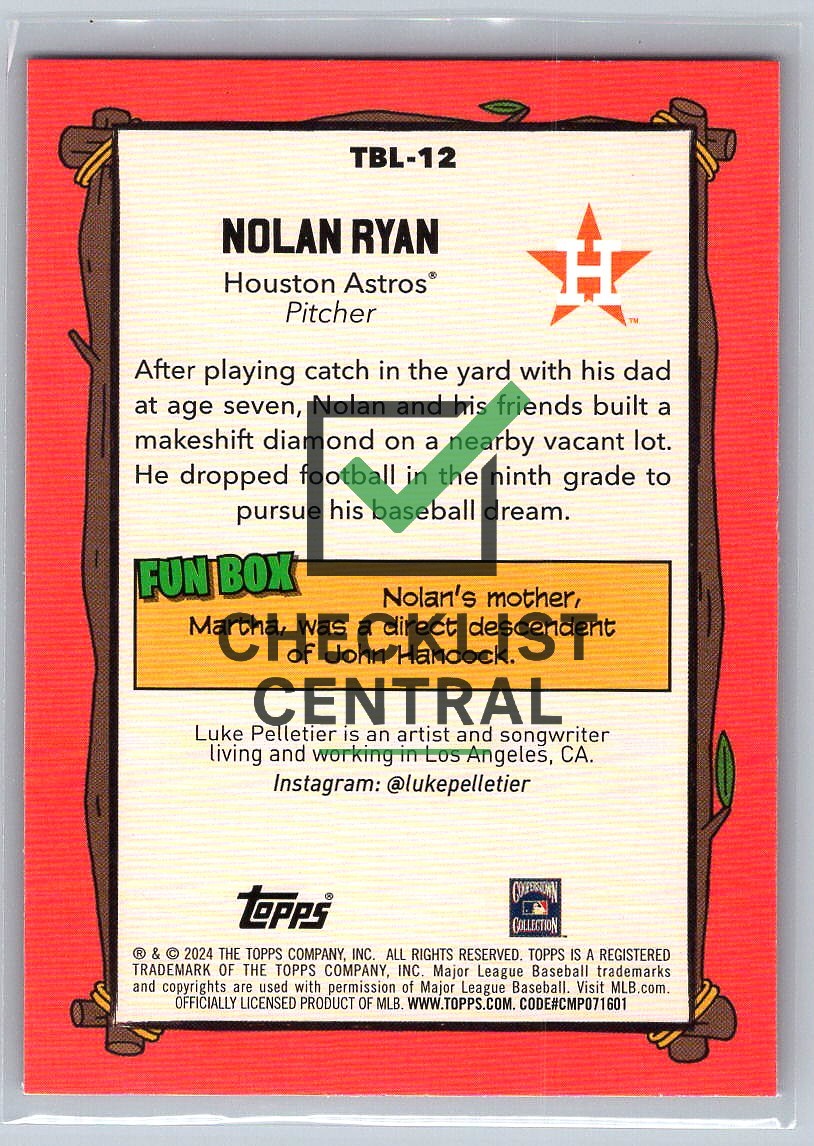 TBL-12
NOLAN RYAN
Houston Astros®
Pitcher
H
™
After playing catch in the yard with his dad
at age seven, Nolan and his friends built a
makeshift diamond on a nearby vacant lot.
He dropped football in the ninth grade to
pursue his baseball dream.
FUN BOX
Nolan's mother,
Martha, was a direct descendent
of John Hancock.
CHECKLIST
CENTRAL
Luke Pelletier is an artist and songwriter
living and working in Los Angeles, CA.
Instagram: @lukepelletier
Topps®
COOPERSTOWN
COLLECTION
® & © 2024 THE TOPPS COMPANY, INC. ALL RIGHTS RESERVED. TOPPS IS A REGISTERED
TRADEMARK OF THE TOPPS COMPANY, INC. Major League Baseball trademarks
and copyrights are used with permission of Major League Baseball. Visit MLB.com.
OFFICIALLY LICENSED PRODUCT OF MLB. WWW.TOPPS.COM. CODE#CMP071601